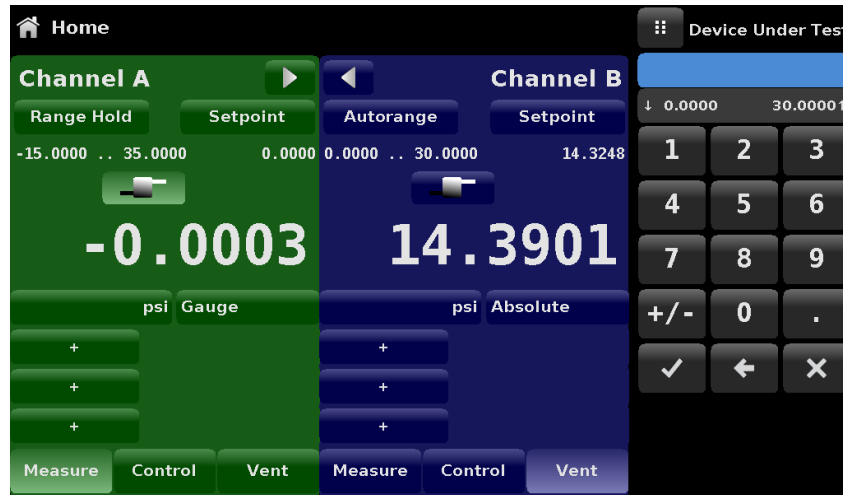 Home
Device Under Test
Channel A
Channel B
Range Hold Setpoint
Autorange Setpoint
-15.0000 .. 35.0000 0.0000
0.0000 .. 30.0000 14.3248
↓ 0.0000 30.00001
-0.0003
14.3901
psi Gauge
psi Absolute
+ +
+ +
+ +
Measure Control Vent
Measure Control Vent
1 2 3
4 5 6
7 8 9
+/- 0 .